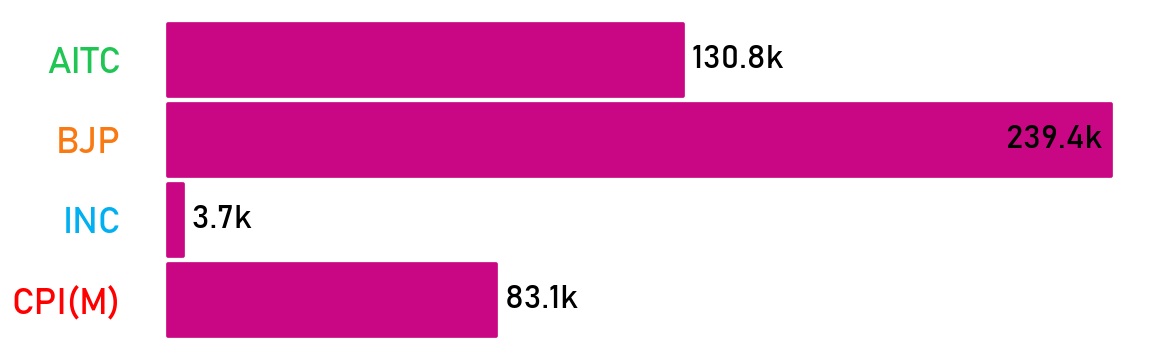 AITC 130.8k
BJP 239.4k
INC 3.7k
CPI(M) 83.1k